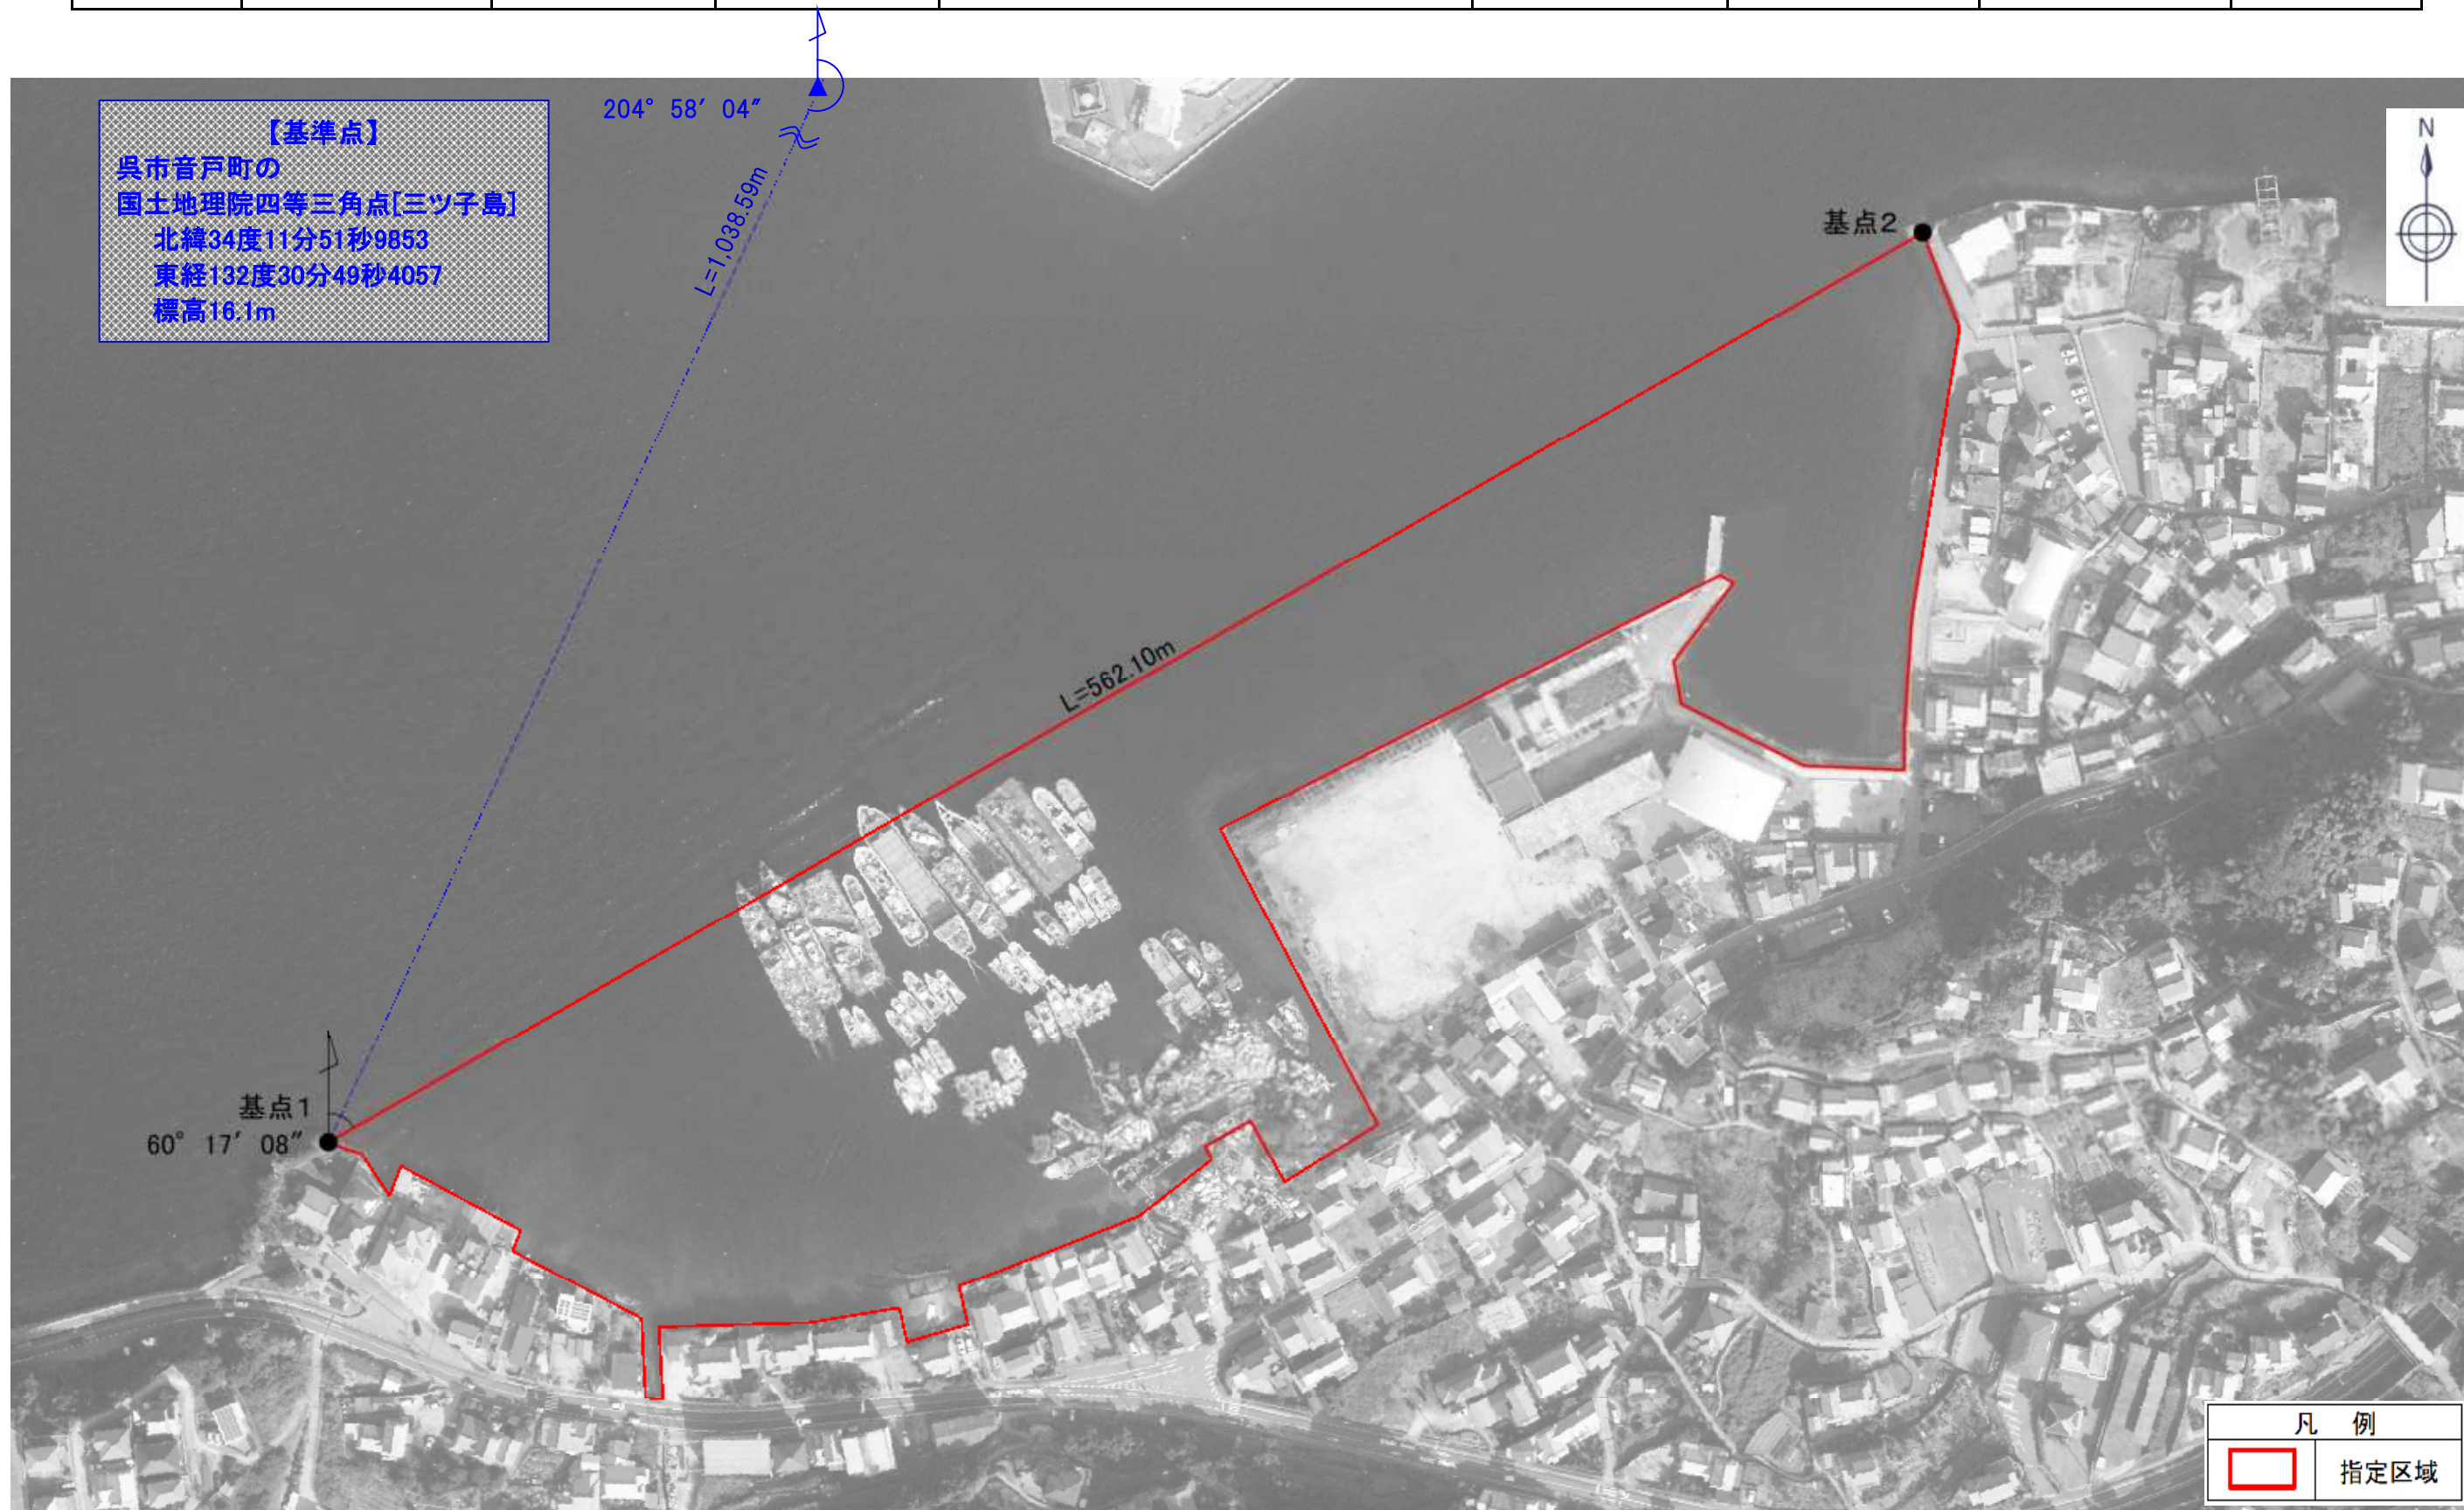 【基準点】
呉市音戸町の
国土地理院四等三角点[三ツ子島]
北緯34度11分51秒9853
東経132度30分49秒4057
標高16.1m
204° 58′ 04″
L=1,038.59m
N
基点2
L=562.10m
基点1
60° 17′ 08″
凡 例
指定区域